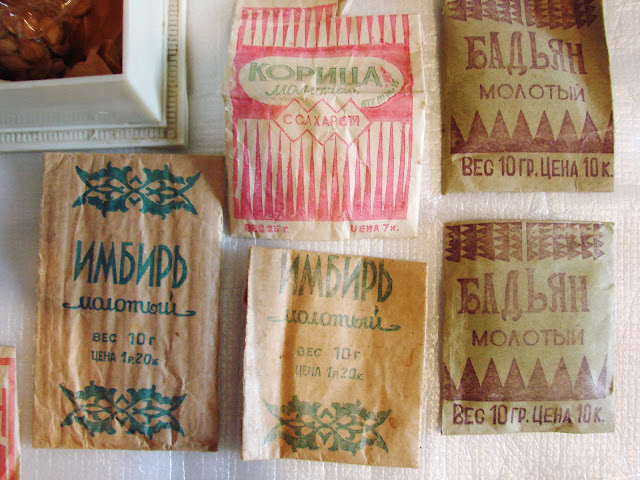 КОРИЦА
молотая
С САХАРОМ
ВЕС 25 г. ЦЕНА 7 к.
БАДЬЯН
МОЛОТЫЙ
ВЕС 10 ГР. ЦЕНА 10 К.
ИМБИРЬ
молотый
ВЕС 10 г
ЦЕНА 1 р. 20 к.
ИМБИРЬ
молотый
ВЕС 10 г
ЦЕНА 1 р. 20 к.
БАДЬЯН
МОЛОТЫЙ
ВЕС 10 ГР. ЦЕНА 10 К.